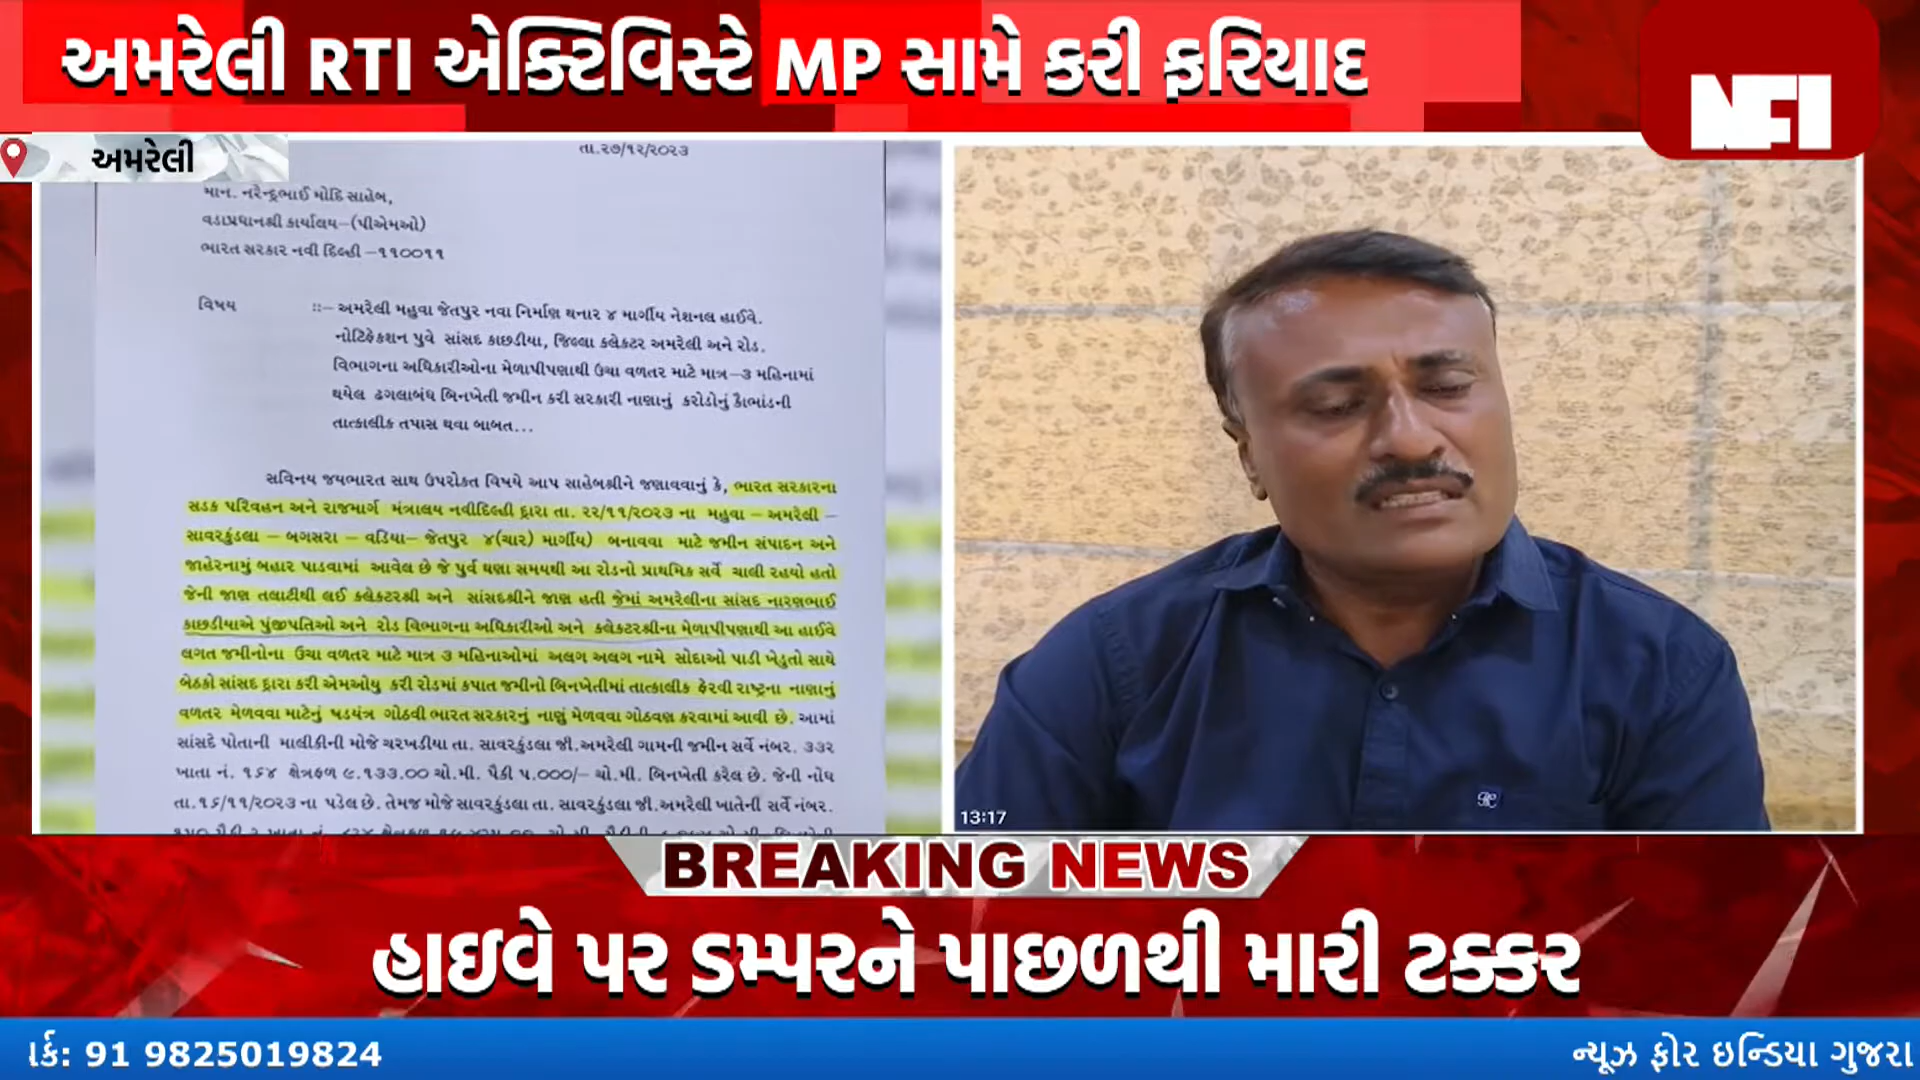 અમરેલી RTI એક્ટિવિસ્ટે MP સામે કરી ફરિયાદ
NFI
અમરેલી
તા.૨૭/૧૨/૨૦૨૩
માન. નરેન્દ્રભાઈ મોદિ સાહેબ,
વડાપ્રધાનશ્રી કાર્યાલય–(પીએમઓ)
ભારત સરકાર નવી દિલ્હી –૧૧૦૦૧૧
વિષય ::– અમરેલી મહુવા જેતપુર નવા નિર્માણ થનાર ૪ માર્ગીય નેશનલ હાઈવે.
નોટિફેકશન પુવે સાંસદ કાછડીયા, જિલ્લા કલેકટર અમરેલી અને રોડ.
વિભાગના અધિકારીઓના મેળાપીપણાથી ઉચા વળતર માટે માત્ર–૩ મહિનામાં
થયેલ ઢગલાબંધ બિનખેતી જમીન કરી સરકારી નાણાનું કરોડોનું કૌભાંડની
તાત્કાલીક તપાસ થવા બાબત...
સવિનય જયભારત સાથ ઉપરોકત વિષયે આપ સાહેબશ્રીને જણાવવાનું કે, ભારત સરકારના
સડક પરિવહન અને રાજમાર્ગ મંત્રાલય નવીદિલ્હી દ્વારા તા. ૨૨/૧૧/૨૦૨૩ ના મહુવા – અમરેલી –
સાવરકુંડલા – બગસરા – વડિયા– જેતપુર ૪(ચાર) માર્ગીય) બનાવવા માટે જમીન સંપાદન અને
જાહેરનામું બહાર પાડવામાં આવેલ છે જે પુર્વ ઘણા સમયથી આ રોડનો પ્રાથમિક સર્વે ચાલી રહયો હતો
જેની જાણ તલાટીથી લઈ કલેકટરશ્રી અને સાંસદશ્રીને જાણ હતી જેમાં અમરેલીના સાંસદ નારણભાઈ
કાછડીયાએ પુંજીપતિઓ અને રોડ વિભાગના અધિકારીઓ અને કલેકટરશ્રીના મેળાપીપણાથી આ હાઈવે
લગત જમીનોના ઉચા વળતર માટે માત્ર ૩ મહિનાઓમાં અલગ અલગ નામે સોદાઓ પાડી ખેડુતો સાથે
બેઠકો સાંસદ દ્વારા કરી એમઓયુ કરી રોડમાં કપાત જમીનો બિનખેતીમાં તાત્કાલીક ફેરવી રાષ્ટ્રના નાણાનું
વળતર મેળવવા માટેનું ષડયંત્ર ગોઠવી ભારત સરકારનું નાણું મેળવવા ગોઠવણ કરવામાં આવી છે. આમાં
સાંસદે પોતાની માલીકીની મોજે ચરખડીયા તા. સાવરકુંડલા જી.અમરેલી ગામની જમીન સર્વે નંબર. ૩૩૨
ખાતા નં. ૧૬૪ ક્ષેત્રફળ ૯.૧૩૩.૦૦ ચો.મી. પૈકી ૫.૦૦૦/– ચો.મી. બિનખેતી કરેલ છે. જેની નોધ
તા.૧૬/૧૧/૨૦૨૩ ના પડેલ છે. તેમજ મોજે સાવરકુંડલા તા. સાવરકુંડલા જી.અમરેલી ખાતેની સર્વે નંબર.
13:17
BREAKING NEWS
હાઇવે પર ડમ્પરને પાછળથી મારી ટક્કર
ર્ક: 91 9825019824
ન્યૂઝ ફોર ઇન્ડિયા ગુજરા